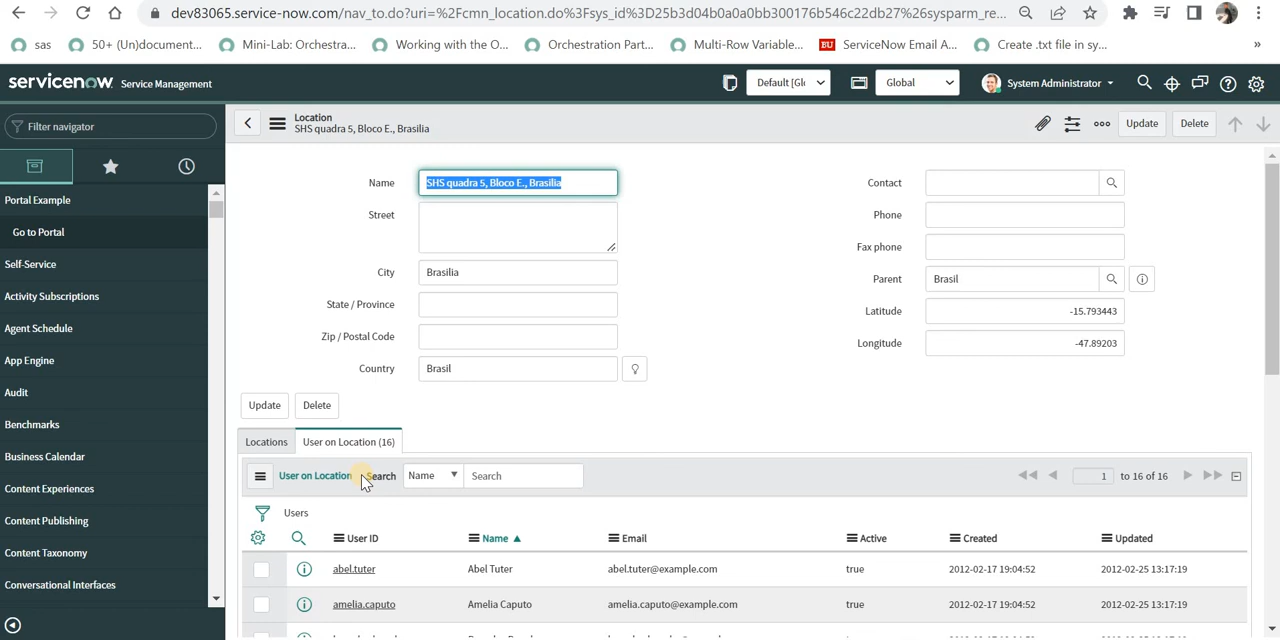 dev83065.service-now.com/nav_to.do?uri=%2Fcmn_location.do%3Fsys_id%3D25b3d04b0a0a0bb300176b546c22db27%26sysparm_re...
sas
50+ (Un)document...
Mini-Lab: Orchestra...
Working with the O...
Orchestration Part...
Multi-Row Variable...
BU
ServiceNow Email A...
Create .txt file in sy...
»
servicenow Service Management
Default [Gl
Global
System Administrator
Filter navigator
Location
SHS quadra 5, Bloco E., Brasilia
Update
Delete
Portal Example
Go to Portal
Self-Service
Activity Subscriptions
Agent Schedule
App Engine
Audit
Benchmarks
Business Calendar
Content Experiences
Content Publishing
Content Taxonomy
Conversational Interfaces
Name
SHS quadra 5, Bloco E., Brasilia
Street
City
Brasilia
State / Province
Zip / Postal Code
Country
Brasil
Contact
Phone
Fax phone
Parent
Brasil
Latitude
-15.793443
Longitude
-47.89203
Update
Delete
Locations
User on Location (16)
User on Location
Search
Name
Search
1 to 16 of 16
Users
User ID Name Email Active Created Updated
abel.tuter Abel Tuter abel.tuter@example.com true 2012-02-17 19:04:52 2012-02-25 13:17:19
amelia.caputo Amelia Caputo amelia.caputo@example.com true 2012-02-17 19:04:52 2012-02-25 13:17:19